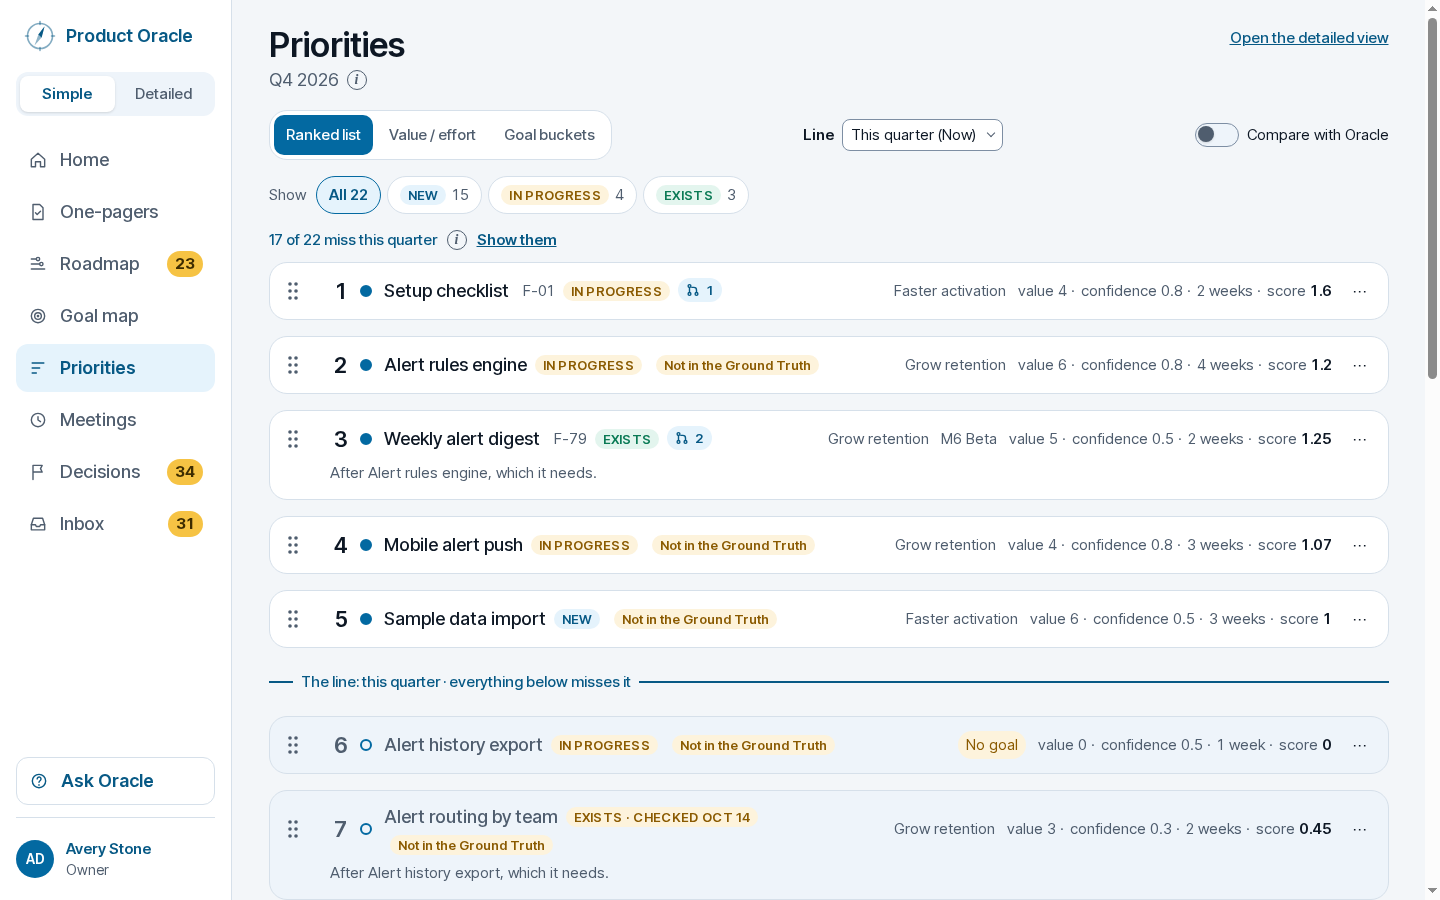 Product Oracle
Simple Detailed
Home
One-pagers
Roadmap 23
Goal map
Priorities
Meetings
Decisions 34
Inbox 31
Ask Oracle
AD Avery Stone
Owner
Priorities
Open the detailed view
Q4 2026 i
Ranked list Value / effort Goal buckets
Line This quarter (Now)
Compare with Oracle
Show All 22 NEW 15 IN PROGRESS 4 EXISTS 3
17 of 22 miss this quarter i Show them
1 Setup checklist F-01 IN PROGRESS 1 Faster activation value 4 · confidence 0.8 · 2 weeks · score 1.6 ···
2 Alert rules engine IN PROGRESS Not in the Ground Truth Grow retention value 6 · confidence 0.8 · 4 weeks · score 1.2 ···
3 Weekly alert digest F-79 EXISTS 2 Grow retention M6 Beta value 5 · confidence 0.5 · 2 weeks · score 1.25 ···
After Alert rules engine, which it needs.
4 Mobile alert push IN PROGRESS Not in the Ground Truth Grow retention value 4 · confidence 0.8 · 3 weeks · score 1.07 ···
5 Sample data import NEW Not in the Ground Truth Faster activation value 6 · confidence 0.5 · 3 weeks · score 1 ···
The line: this quarter · everything below misses it
6 Alert history export IN PROGRESS Not in the Ground Truth No goal value 0 · confidence 0.5 · 1 week · score 0 ···
7 Alert routing by team EXISTS · CHECKED OCT 14 Grow retention value 3 · confidence 0.3 · 2 weeks · score 0.45 ···
Not in the Ground Truth
After Alert history export, which it needs.